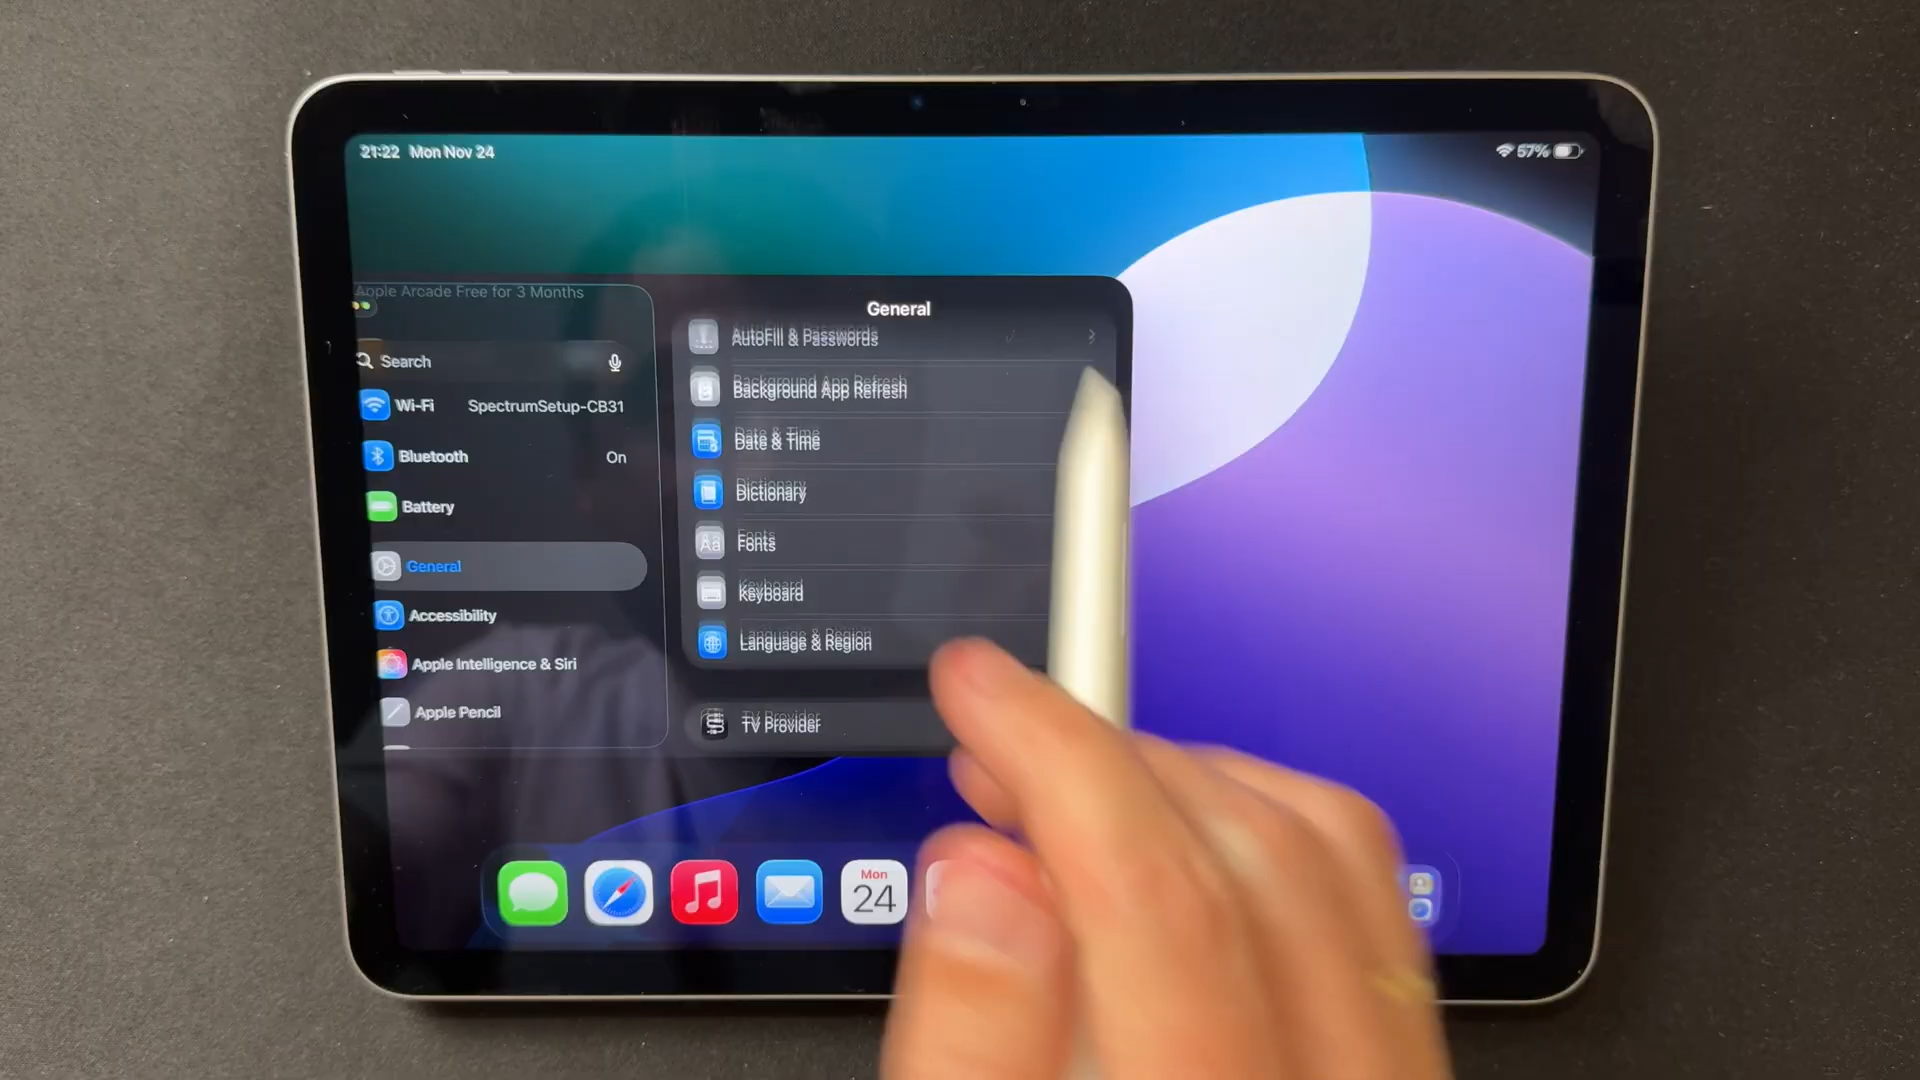 21:22 Mon Nov 24
57%
Apple Arcade Free for 3 Months
Search
Wi-Fi SpectrumSetup-CB31
Bluetooth On
Battery
General
Accessibility
Apple Intelligence & Siri
Apple Pencil
General
AutoFill & Passwords
Background App Refresh
Date & Time
Dictionary
Aa Fonts
Keyboard
Language & Region
TV Provider
Mon
24